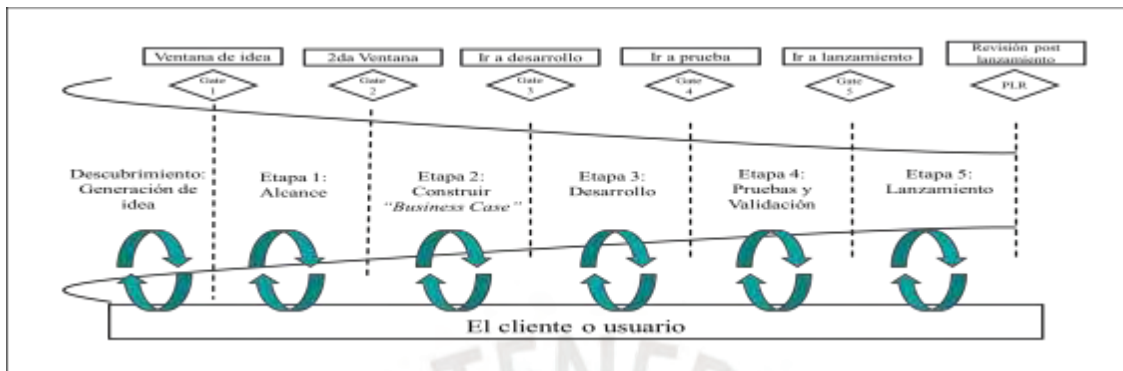 Ventana de idea
2da Ventana
Ir a desarrollo
Ir a prueba
Ir a lanzamiento
Revisión post
lanzamiento
Gate
1
Gate
2
Gate
3
Gate
4
Gate
5
PLR
Descubrimiento:
Generación de
idea
Etapa 1:
Alcance
Etapa 2:
Construir
"Business Case"
Etapa 3:
Desarrollo
Etapa 4:
Pruebas y
Validación
Etapa 5:
Lanzamiento
El cliente o usuario
TENEB